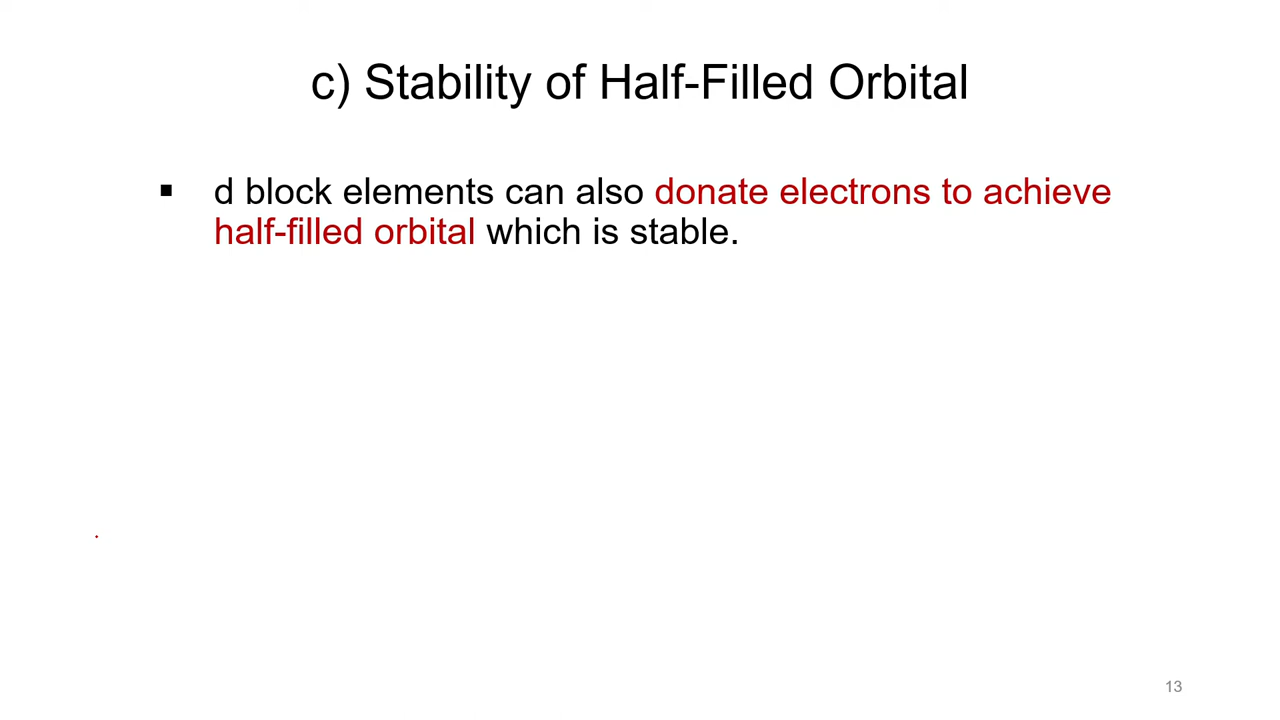 c) Stability of Half-Filled Orbital
▪ d block elements can also donate electrons to achieve
half-filled orbital which is stable.
13